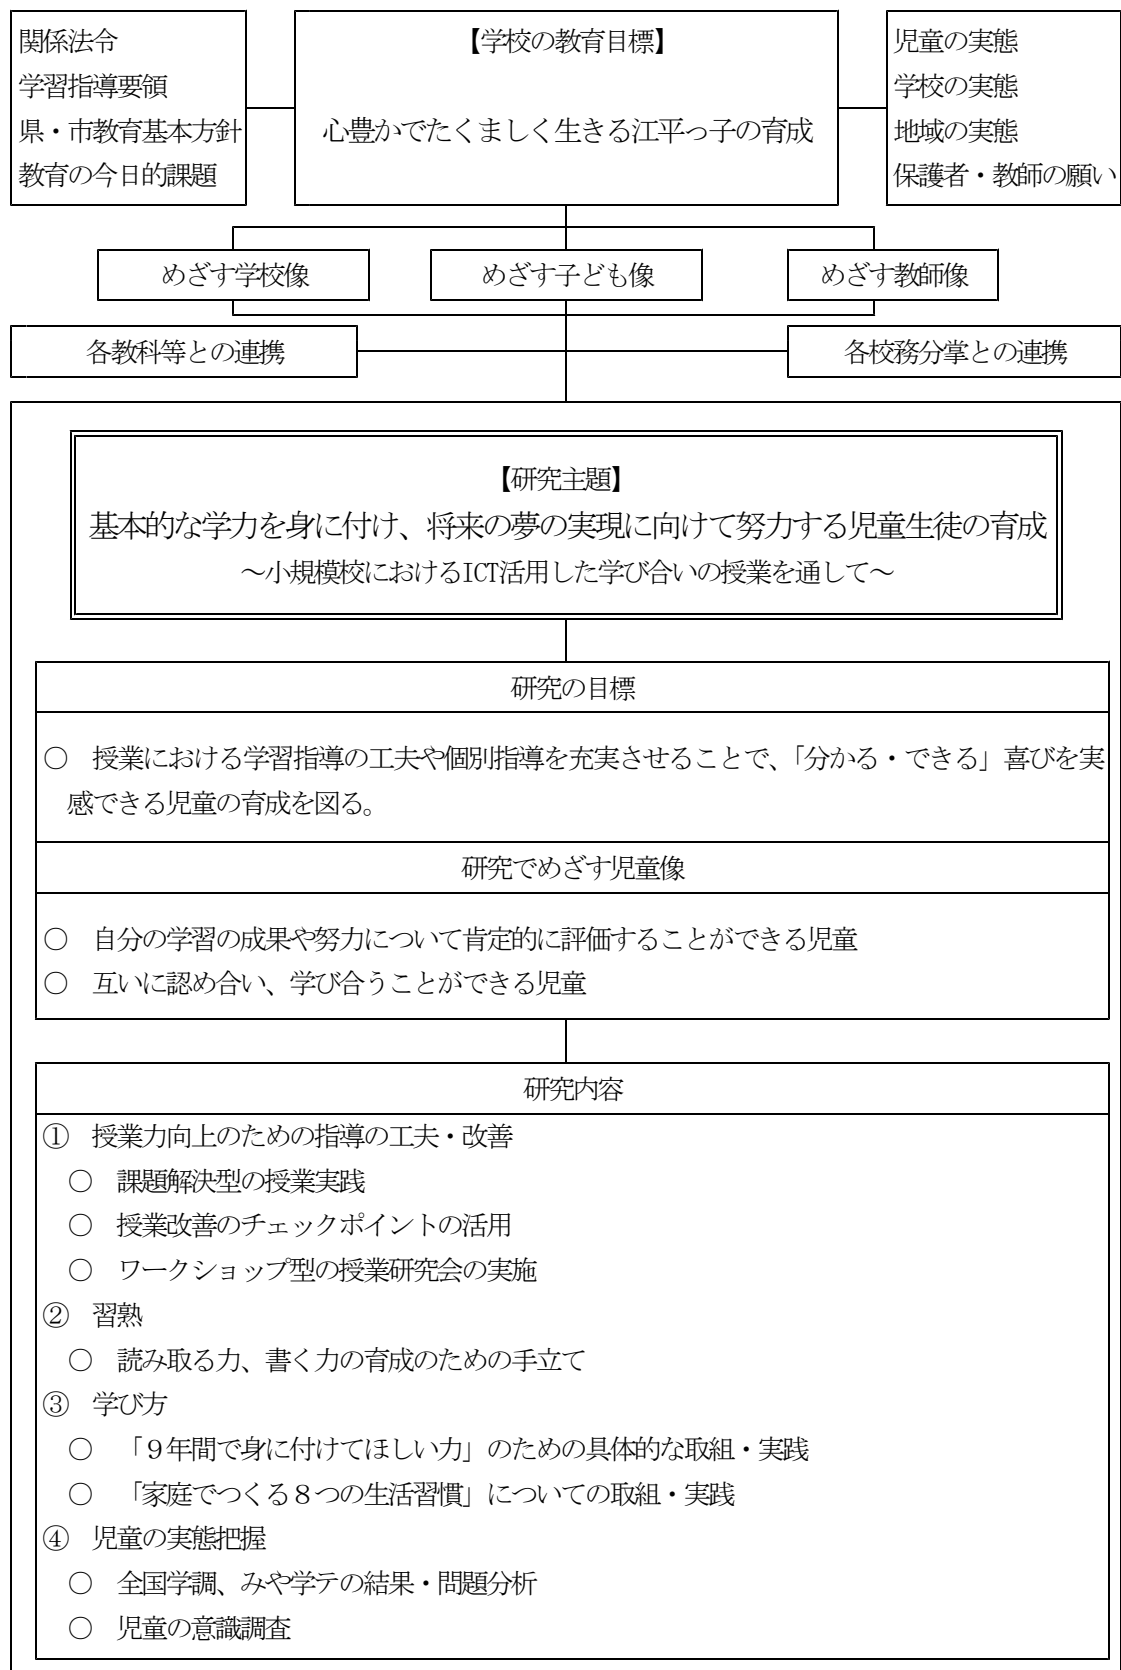 関係法令
学習指導要領
県・市教育基本方針
教育の今日的課題
【学校の教育目標】
心豊かでたくましく生きる江平っ子の育成
児童の実態
学校の実態
地域の実態
保護者・教師の願い
めざす学校像
めざす子ども像
めざす教師像
各教科等との連携
各校務分掌との連携
【研究主題】
基本的な学力を身に付け、将来の夢の実現に向けて努力する児童生徒の育成
～小規模校におけるICT活用した学び合いの授業を通して～
研究の目標
○　授業における学習指導の工夫や個別指導を充実させることで、「分かる・できる」喜びを実
感できる児童の育成を図る。
研究でめざす児童像
○　自分の学習の成果や努力について肯定的に評価することができる児童
○　互いに認め合い、学び合うことができる児童
研究内容
①　授業力向上のための指導の工夫・改善
○　課題解決型の授業実践
○　授業改善のチェックポイントの活用
○　ワークショップ型の授業研究会の実施
②　習熟
○　読み取る力、書く力の育成のための手立て
③　学び方
○　「９年間で身に付けてほしい力」のための具体的な取組・実践
○　「家庭でつくる８つの生活習慣」についての取組・実践
④　児童の実態把握
○　全国学調、みや学テの結果・問題分析
○　児童の意識調査